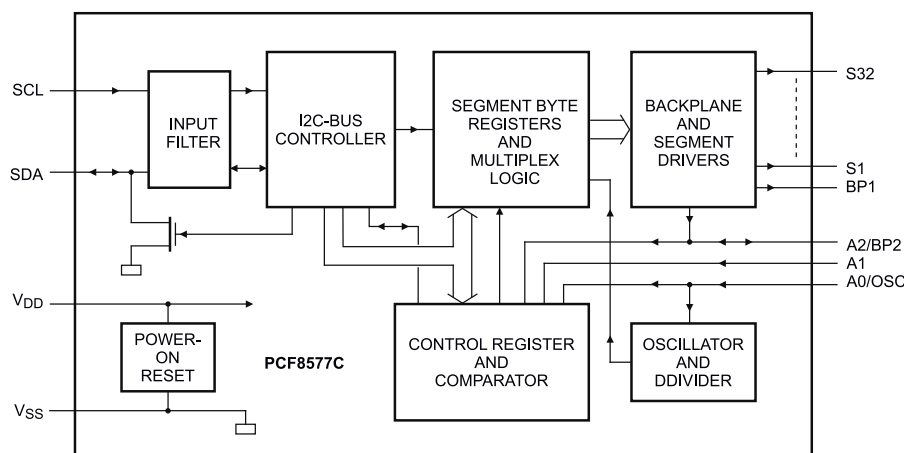 SCL
SDA
VDD
VSS
INPUT
FILTER
I2C-BUS
CONTROLLER
SEGMENT BYTE
REGISTERS
AND
MULTIPLEX
LOGIC
BACKPLANE
AND
SEGMENT
DRIVERS
S32
S1
BP1
A2/BP2
A1
A0/OSC
POWER-
ON
RESET
PCF8577C
CONTROL REGISTER
AND
COMPARATOR
OSCILLATOR
AND
DDIVIDER